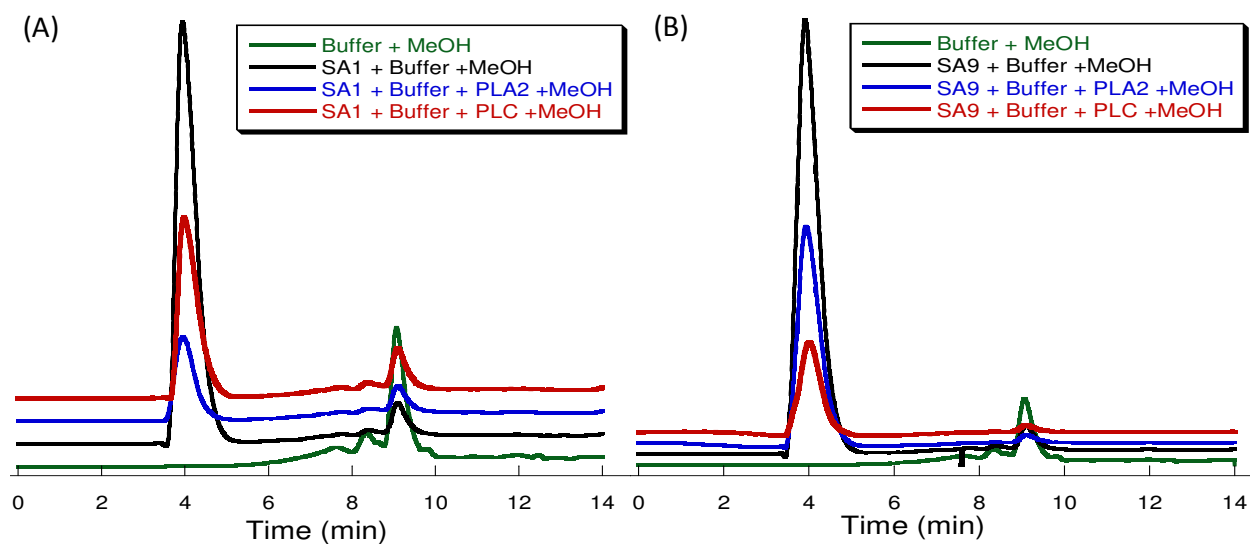 (A)
Buffer + MeOH
SA1 + Buffer +MeOH
SA1 + Buffer + PLA2 +MeOH
SA1 + Buffer + PLC +MeOH
0 2 4 6 8 10 12 14
Time (min)
(B)
Buffer + MeOH
SA9 + Buffer +MeOH
SA9 + Buffer + PLA2 +MeOH
SA9 + Buffer + PLC +MeOH
0 2 4 6 8 10 12 14
Time (min)